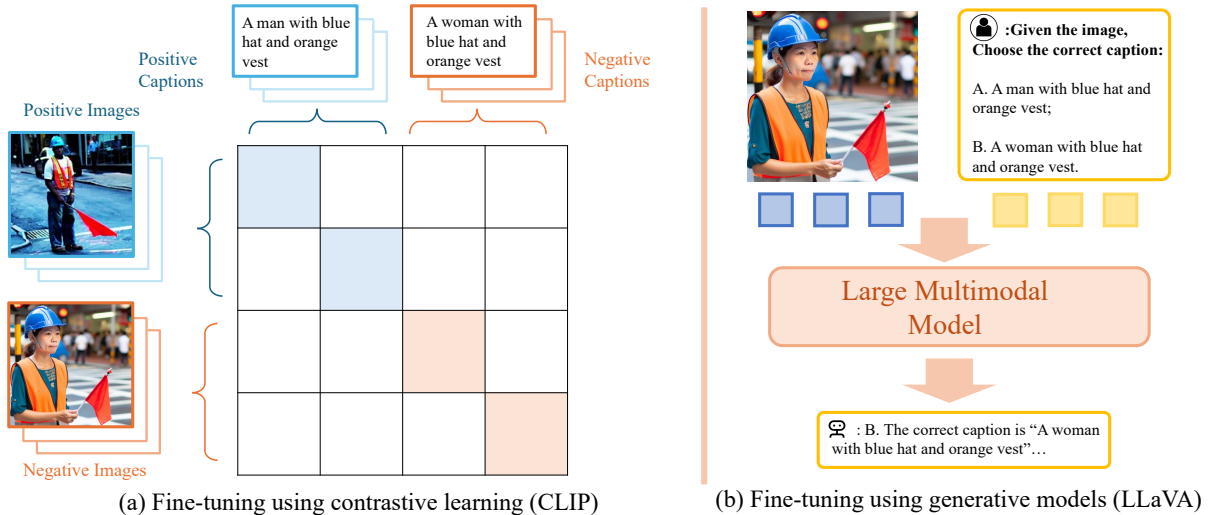 Positive
Captions
A man with blue
hat and orange
vest
A woman with
blue hat and
orange vest
Negative
Captions
Positive Images
Negative Images
(a) Fine-tuning using contrastive learning (CLIP)
:Given the image,
Choose the correct caption:
A. A man with blue hat and
orange vest;
B. A woman with blue hat
and orange vest.
Large Multimodal
Model
: B. The correct caption is “A woman
with blue hat and orange vest”…
(b) Fine-tuning using generative models (LLaVA)